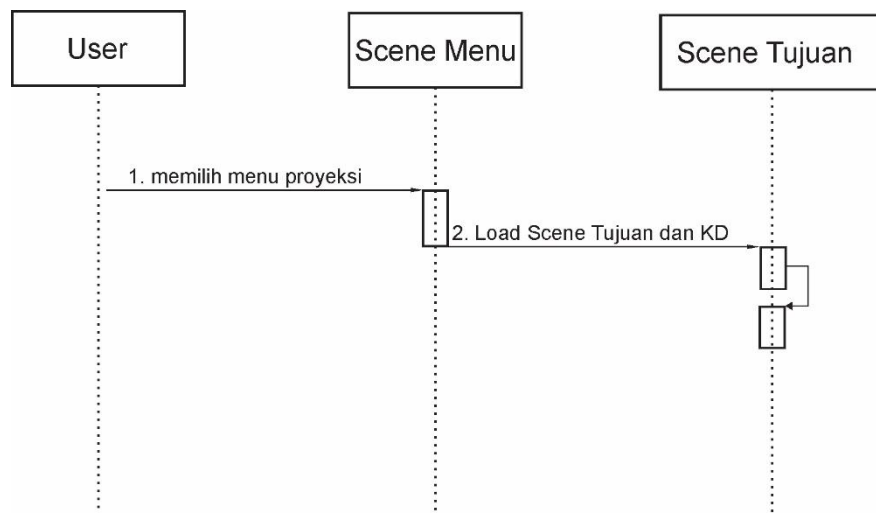 User
Scene Menu
Scene Tujuan
1. memilih menu proyeksi
2. Load Scene Tujuan dan KD